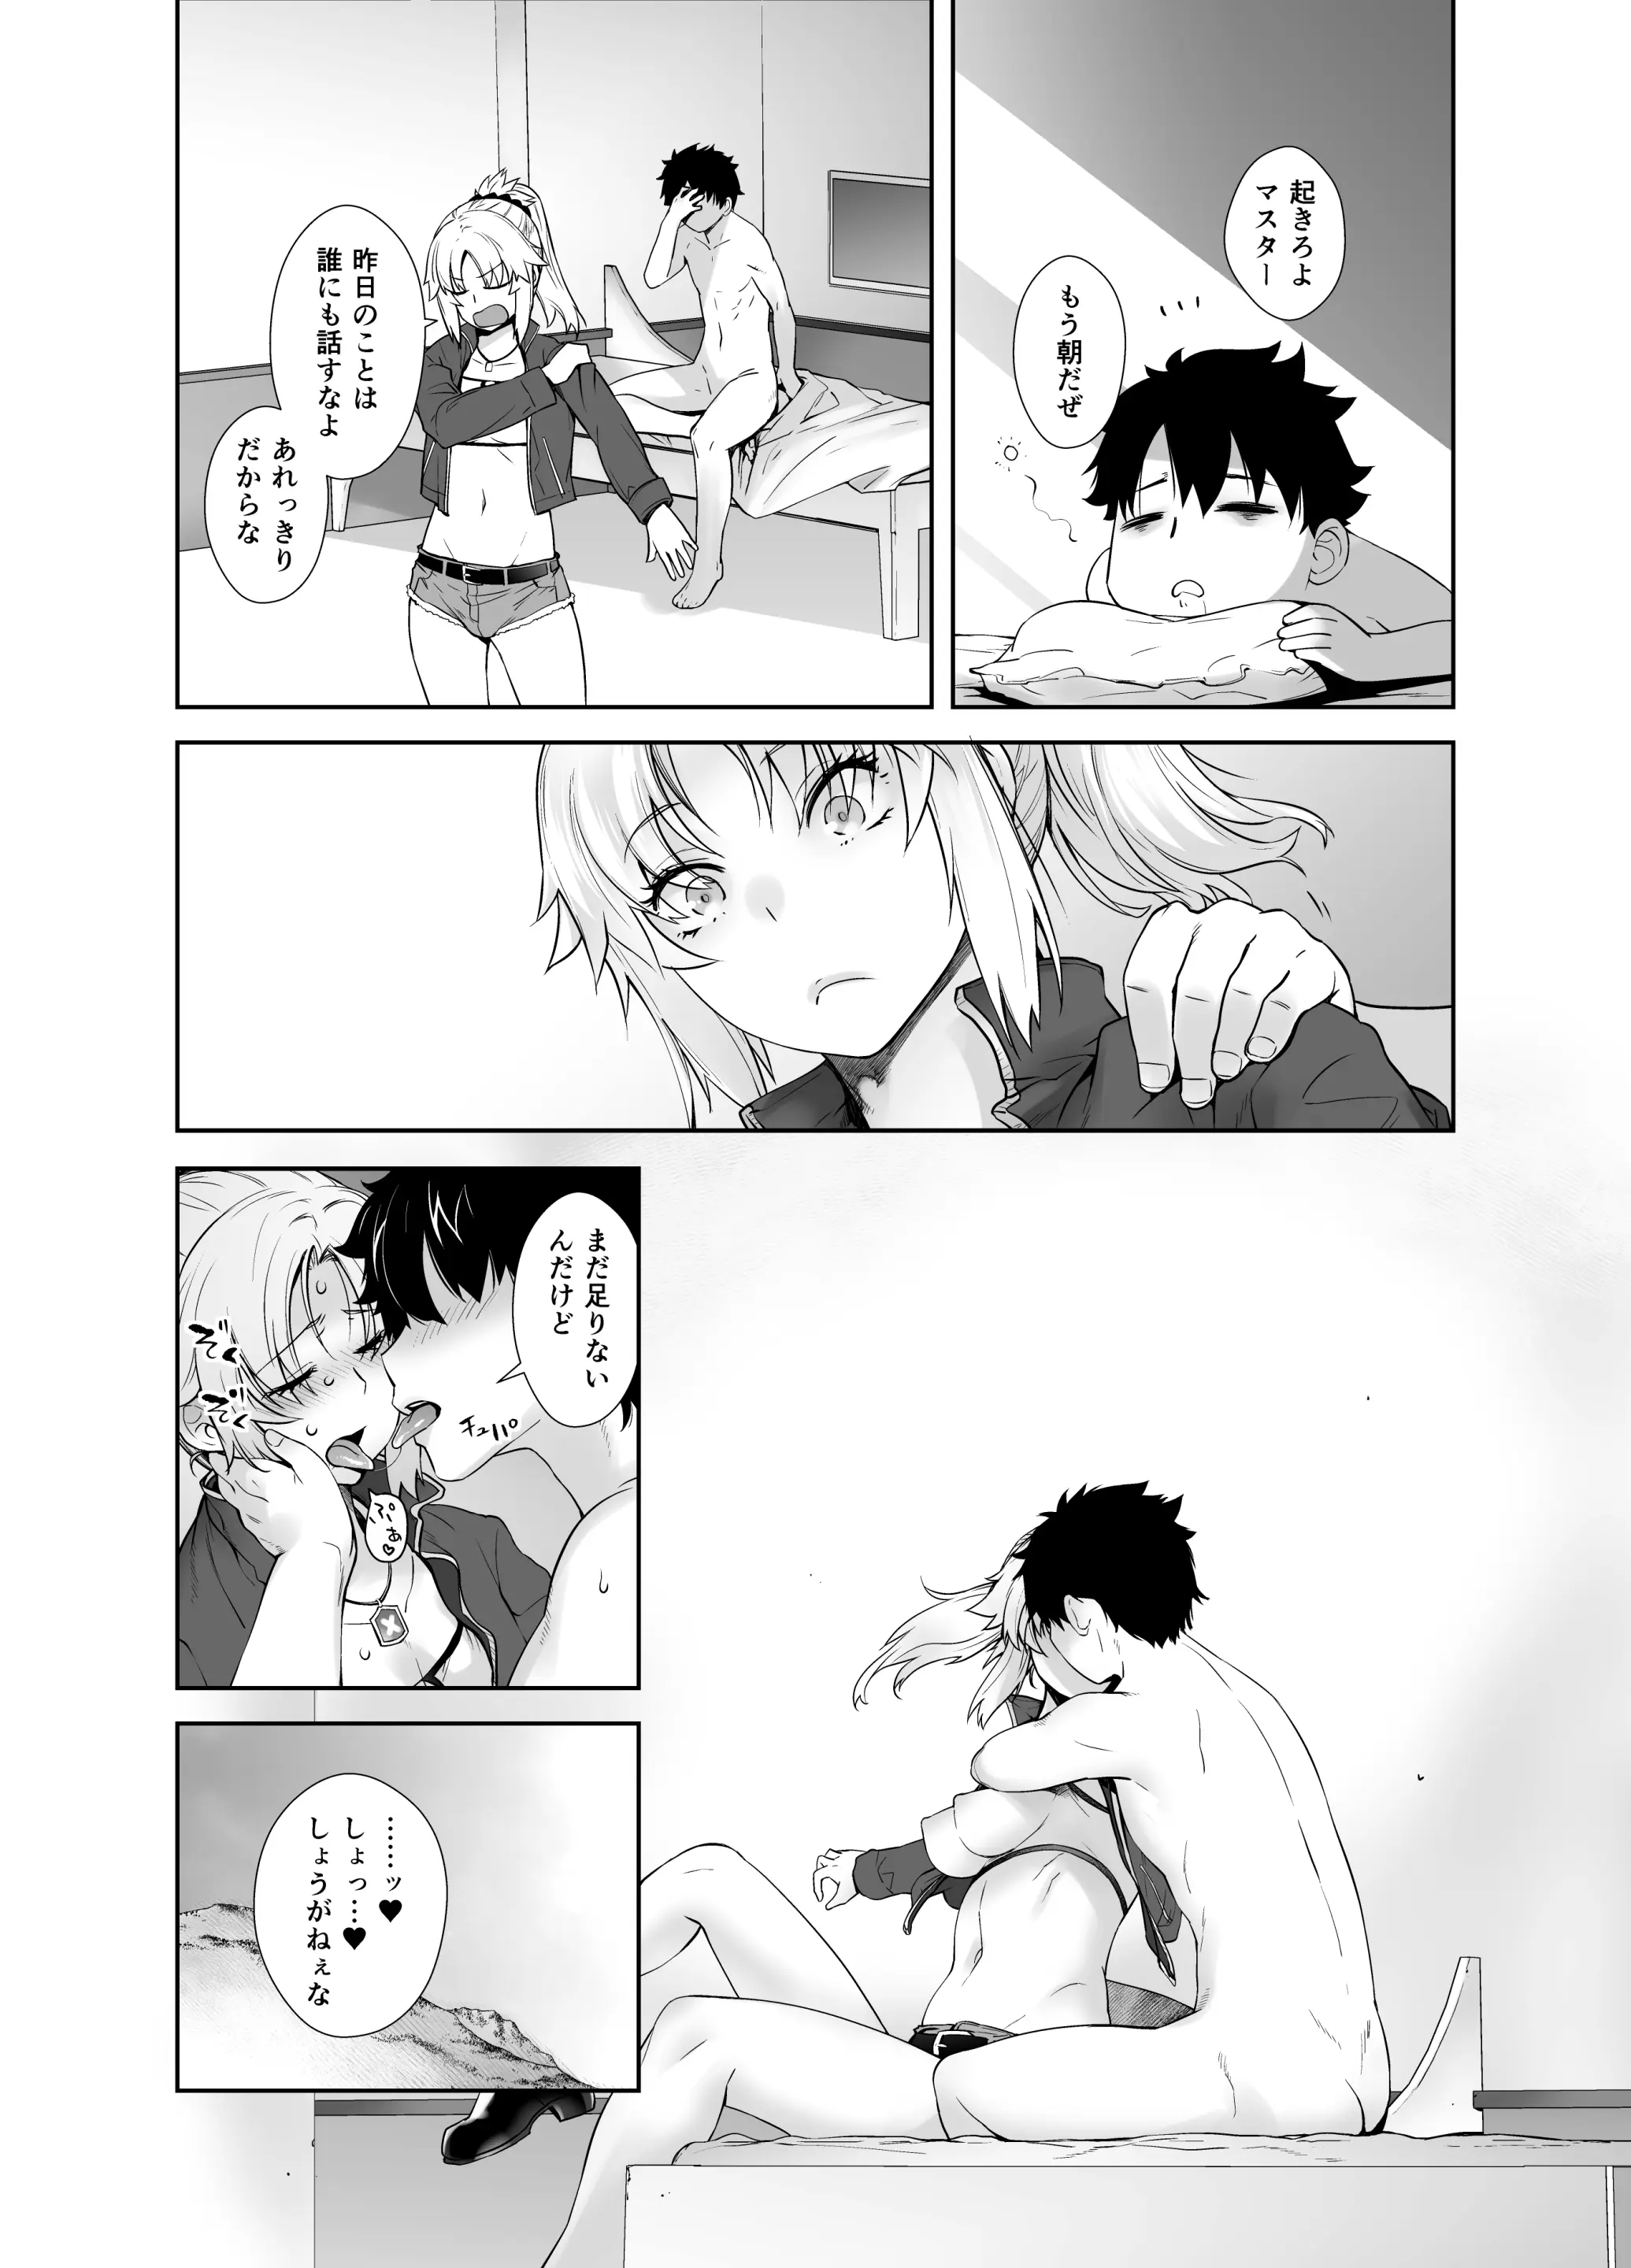 起きろよ
マスター
もう朝だぜ
昨日のことは
誰にも話すなよ
あれっきり
だからな
まだ足りない
んだけど
チュパ°
ぞくぞく
ぷぁ♡
……ッ♥
しょっ…♥
しょうがねぇな